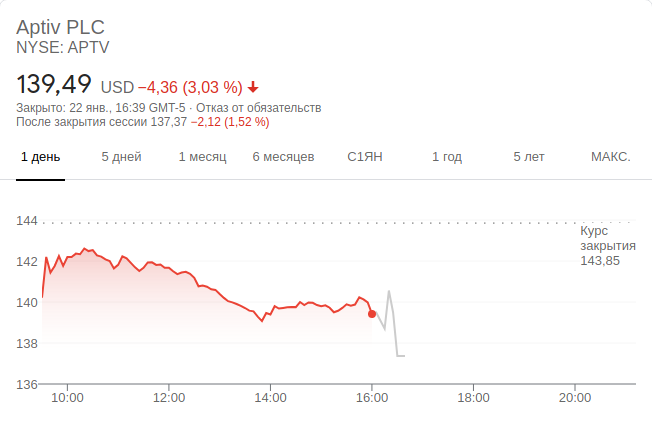 Aptiv PLC
NYSE: APTV
139,49 USD −4,36 (3,03 %)
Закрыто: 22 янв., 16:39 GMT-5 · Отказ от обязательств
После закрытия сессии 137,37 −2,12 (1,52 %)
1 день 5 дней 1 месяц 6 месяцев С1ЯН 1 год 5 лет МАКС.
144
Курс
закрытия
143,85
142
140
138
136
10:00 12:00 14:00 16:00 18:00 20:00